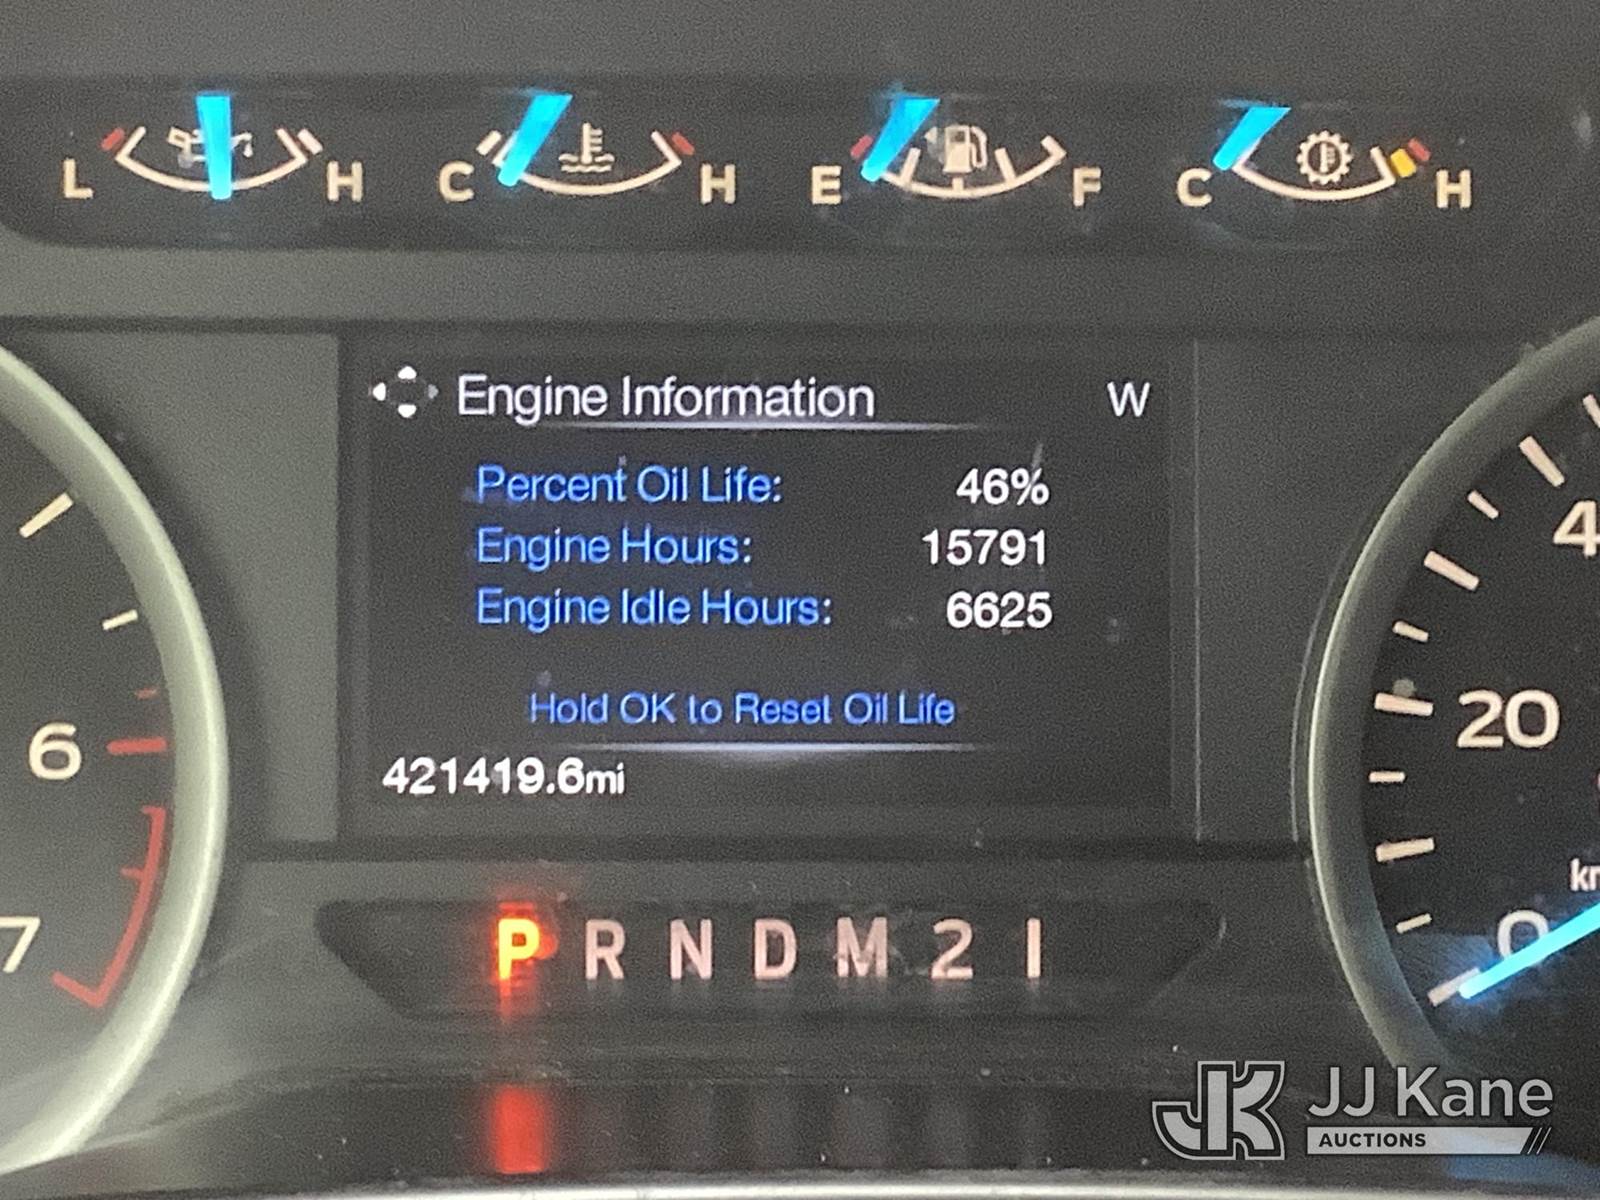 L H C H E F C H
Engine Information W
Percent Oil Life: 46%
Engine Hours: 15791
Engine Idle Hours: 6625
Hold OK to Reset Oil Life
421419.6mi
6
7
4
20
0
P R N D M 2 1
JJ Kane
AUCTIONS